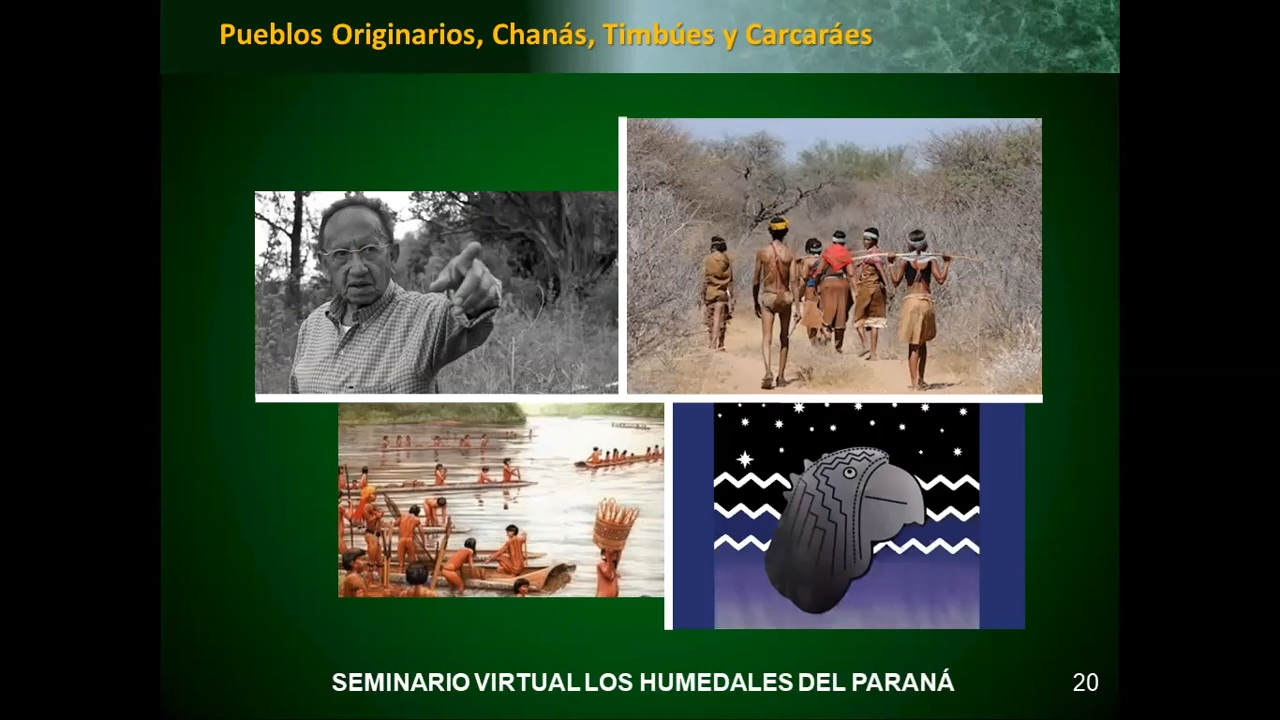 Pueblos Originarios, Chanás, Timbúes y Carcaráes
SEMINARIO VIRTUAL LOS HUMEDALES DEL PARANÁ
20